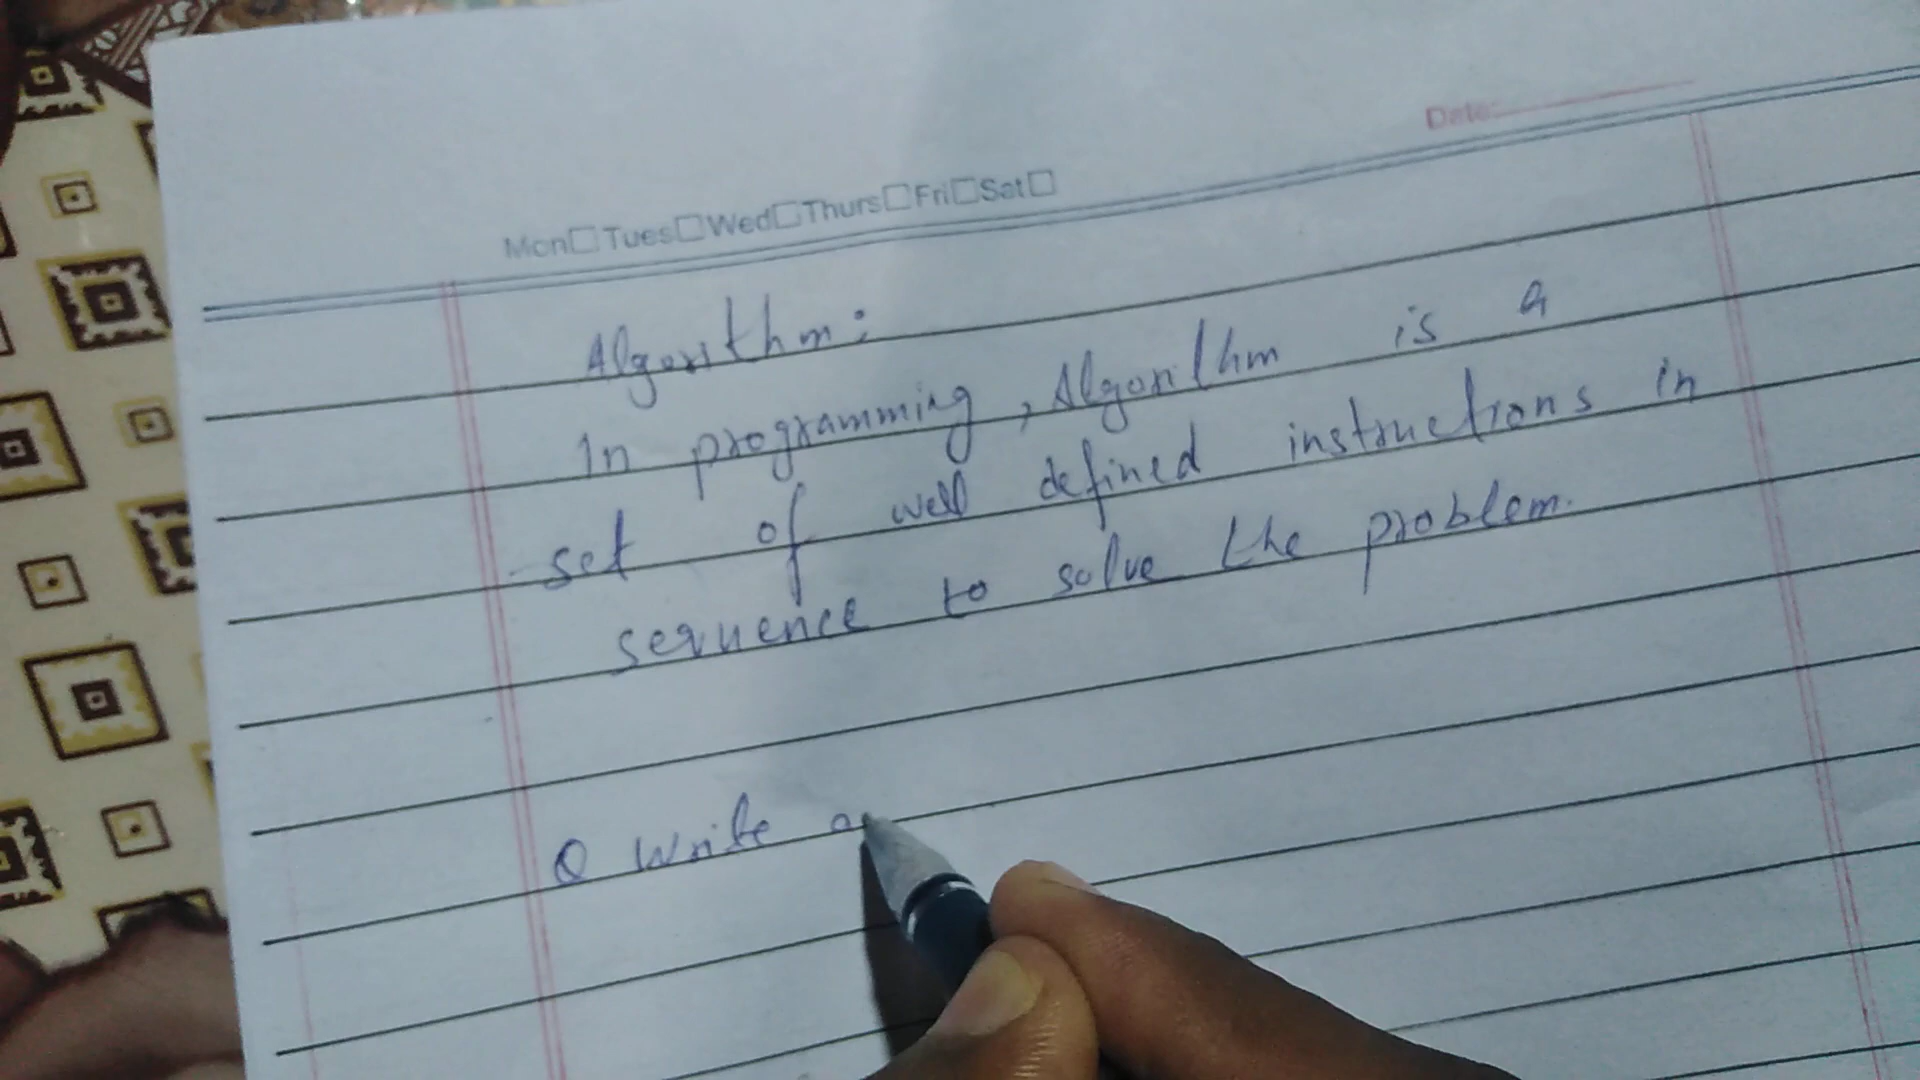 Date:
Mon Tues Wed Thurs Fri Sat
Algorithm:
In programming, Algorithm is a
set of well defined instructions in
sequence to solve the problem.
Q Write a